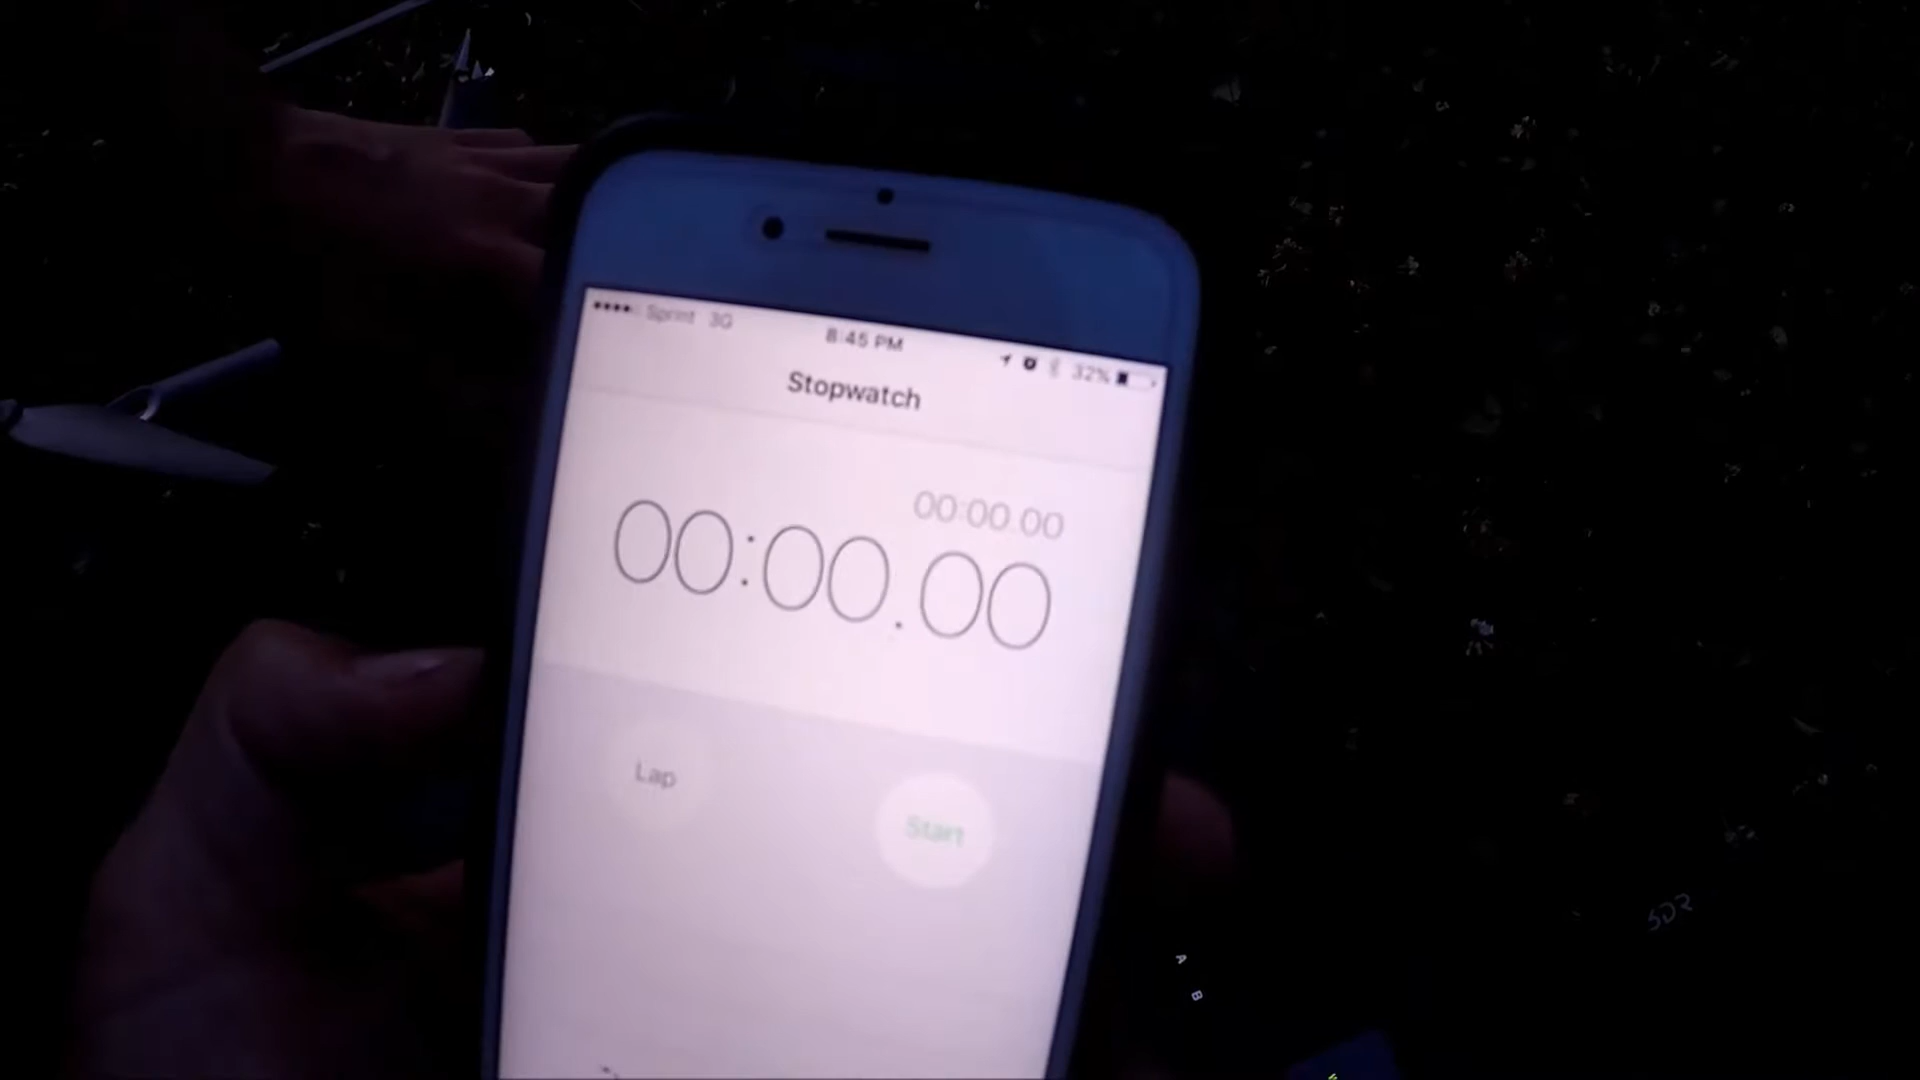 Sprint 3G 8:45 PM 32%
Stopwatch
00:00.00
00:00.00
Lap Start
A
B